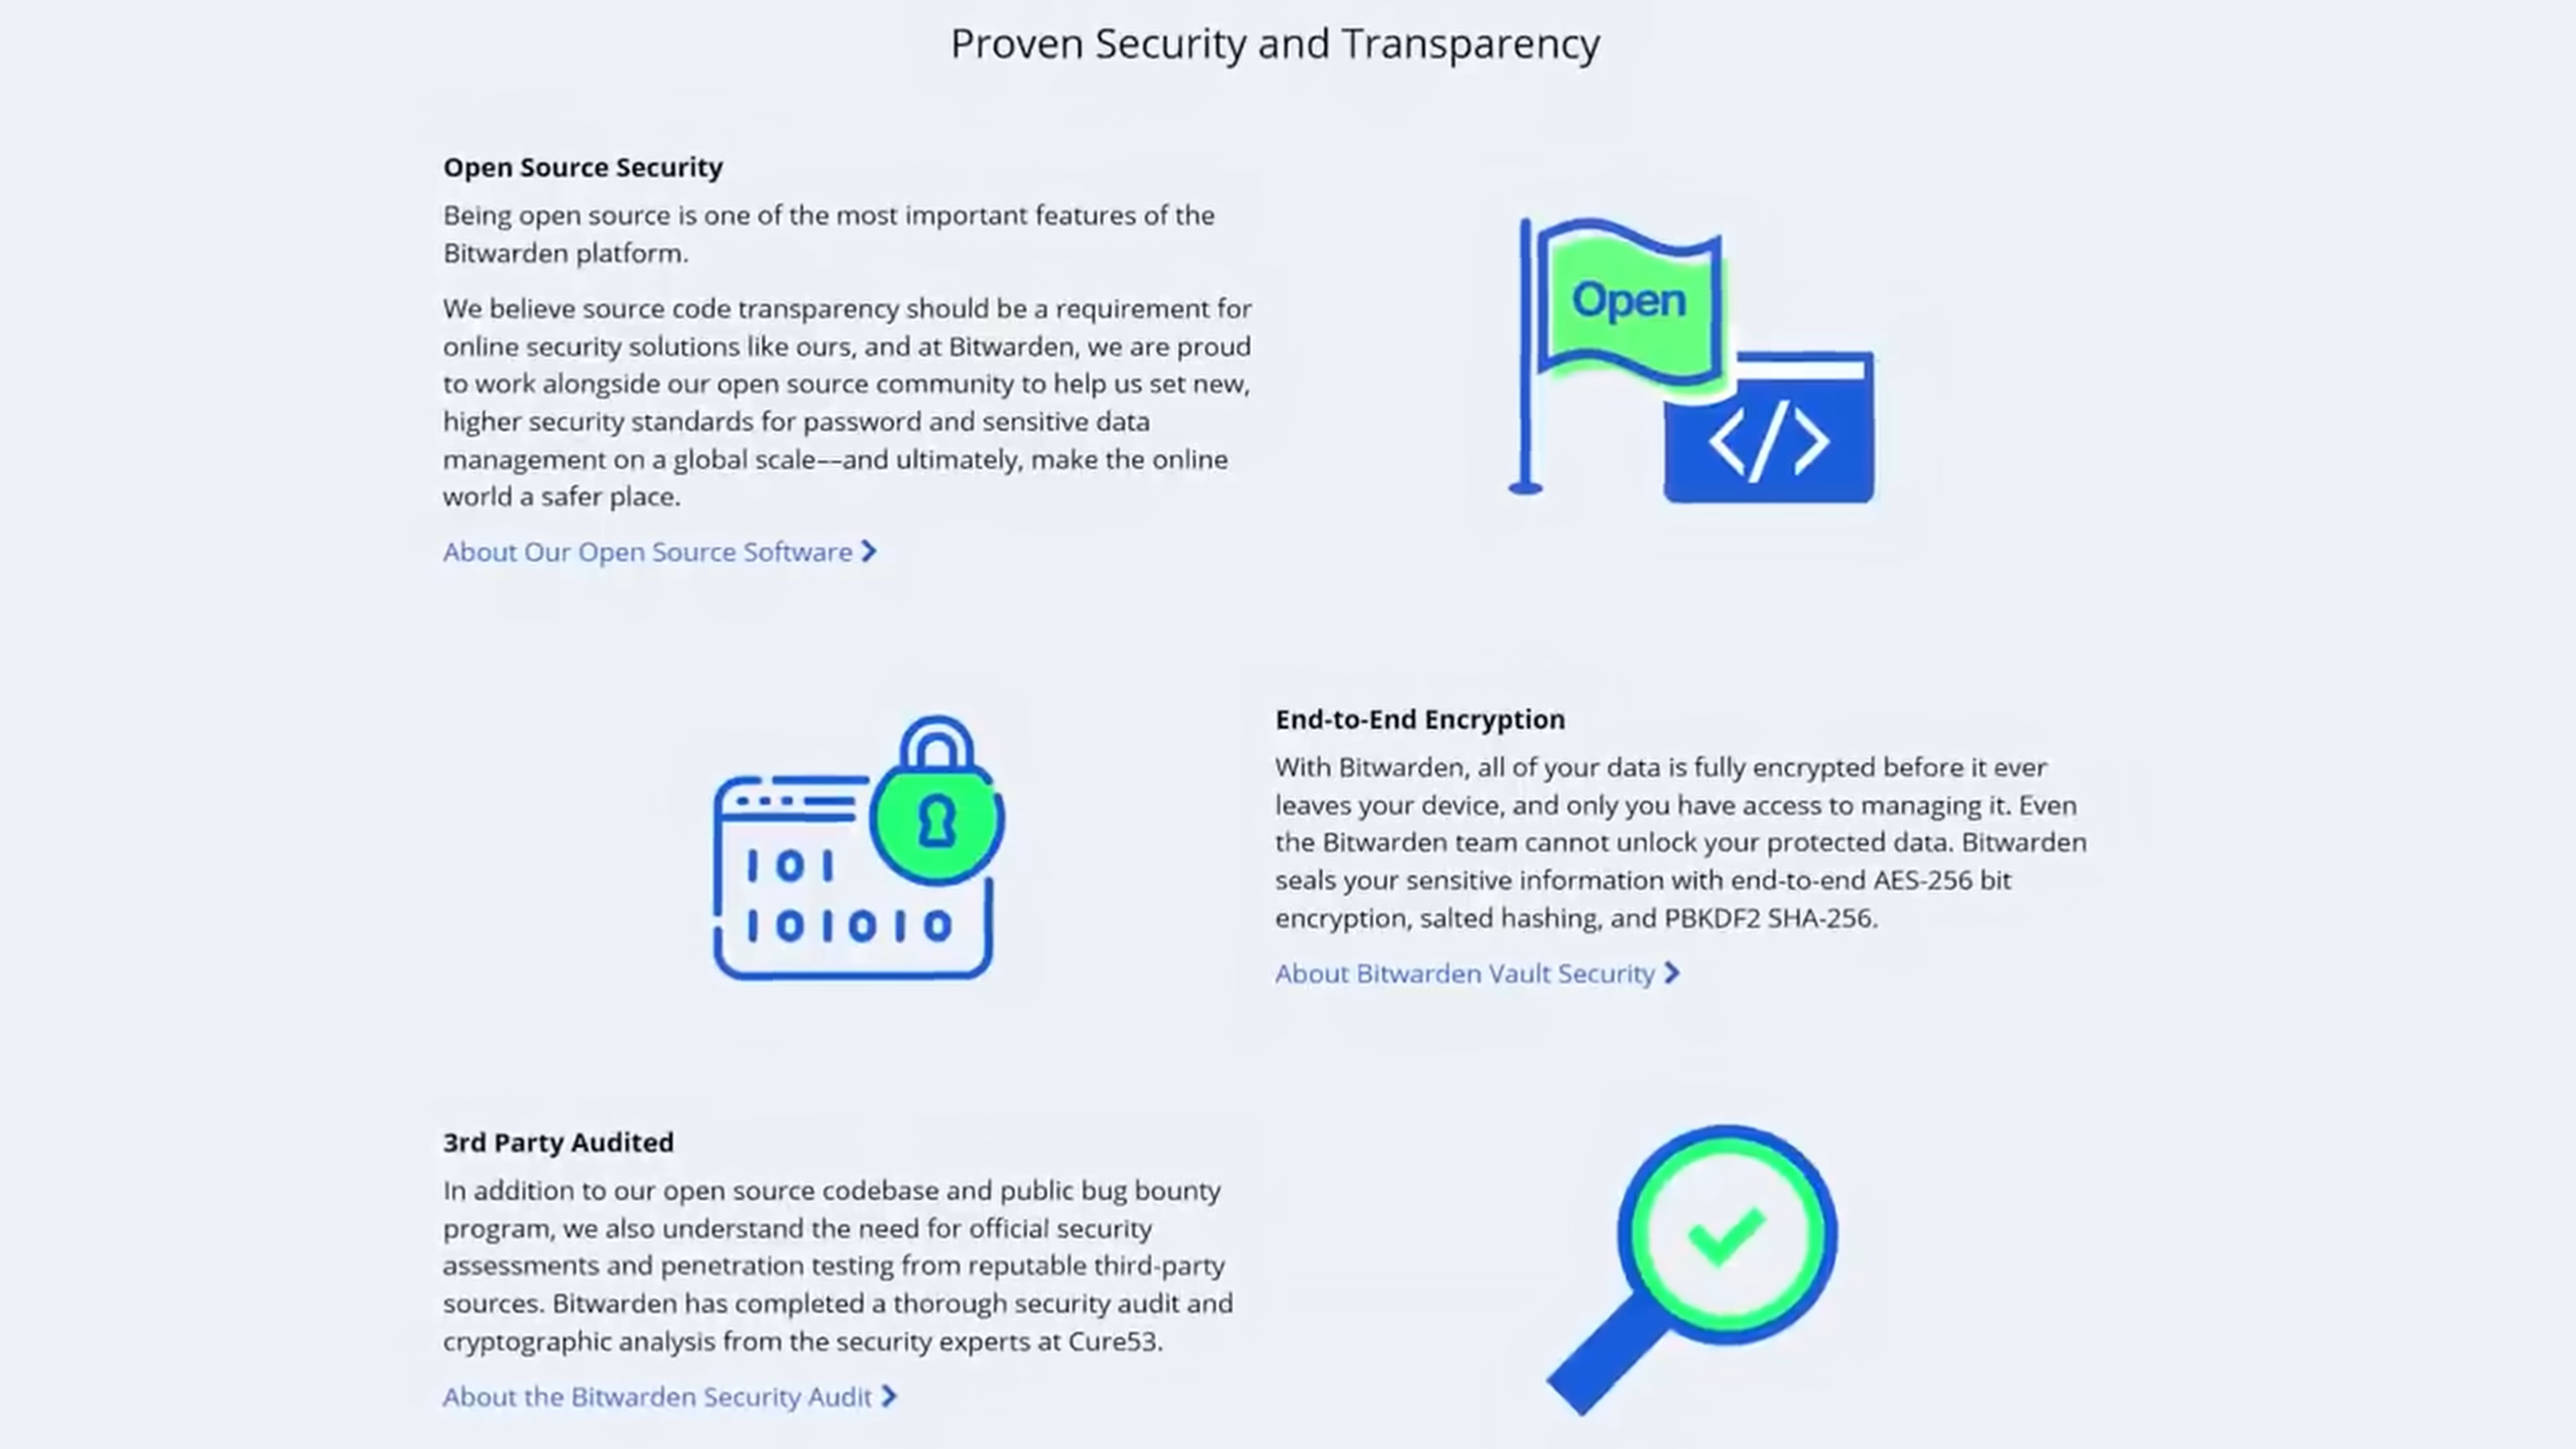 Proven Security and Transparency
Open Source Security
Being open source is one of the most important features of the
Bitwarden platform.
We believe source code transparency should be a requirement for
online security solutions like ours, and at Bitwarden, we are proud
to work alongside our open source community to help us set new,
higher security standards for password and sensitive data
management on a global scale—and ultimately, make the online
world a safer place.
About Our Open Source Software
Open
</>
101
101010
End-to-End Encryption
With Bitwarden, all of your data is fully encrypted before it ever
leaves your device, and only you have access to managing it. Even
the Bitwarden team cannot unlock your protected data. Bitwarden
seals your sensitive information with end-to-end AES-256 bit
encryption, salted hashing, and PBKDF2 SHA-256.
About Bitwarden Vault Security
3rd Party Audited
In addition to our open source codebase and public bug bounty
program, we also understand the need for official security
assessments and penetration testing from reputable third-party
sources. Bitwarden has completed a thorough security audit and
cryptographic analysis from the security experts at Cure53.
About the Bitwarden Security Audit